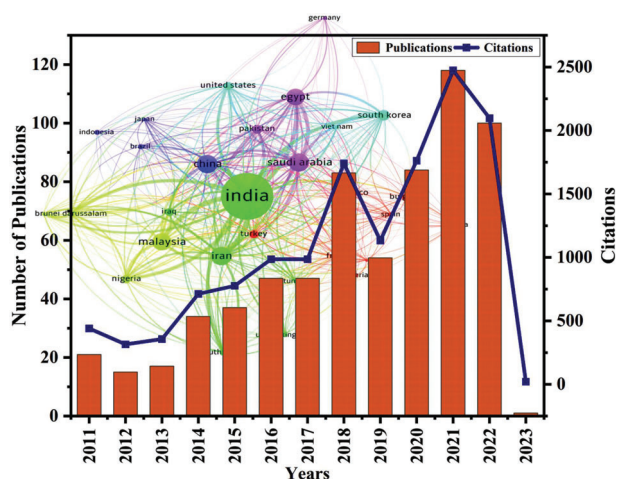 germany
Publications Citations
120
100
80
60
40
20
0
Number of Publications
2500
2000
1500
1000
500
0
Citations
united states
egypt
japan
indonesia
pakistan
viet nam
south korea
brazil
china
saudi arabia
india
brunei darussalam
iraq
turkey
spain
malaysia
iran
nigeria
2011 2012 2013 2014 2015 2016 2017 2018 2019 2020 2021 2022 2023
Years